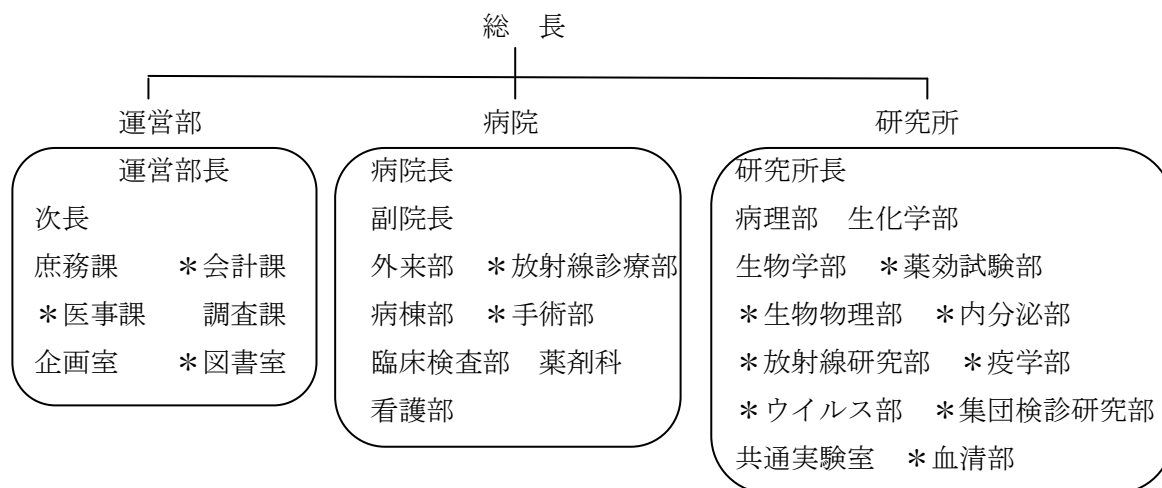 総　長
運営部
病院
研究所
運営部長
次長
庶務課　　＊会計課
＊医事課　　調査課
企画室　　＊図書室
病院長
副院長
外来部　＊放射線診療部
病棟部　＊手術部
臨床検査部　薬剤科
看護部
研究所長
病理部　生化学部
生物学部　＊薬効試験部
＊生物物理部　＊内分泌部
＊放射線研究部　＊疫学部
＊ウイルス部　＊集団検診研究部
共通実験室　＊血清部